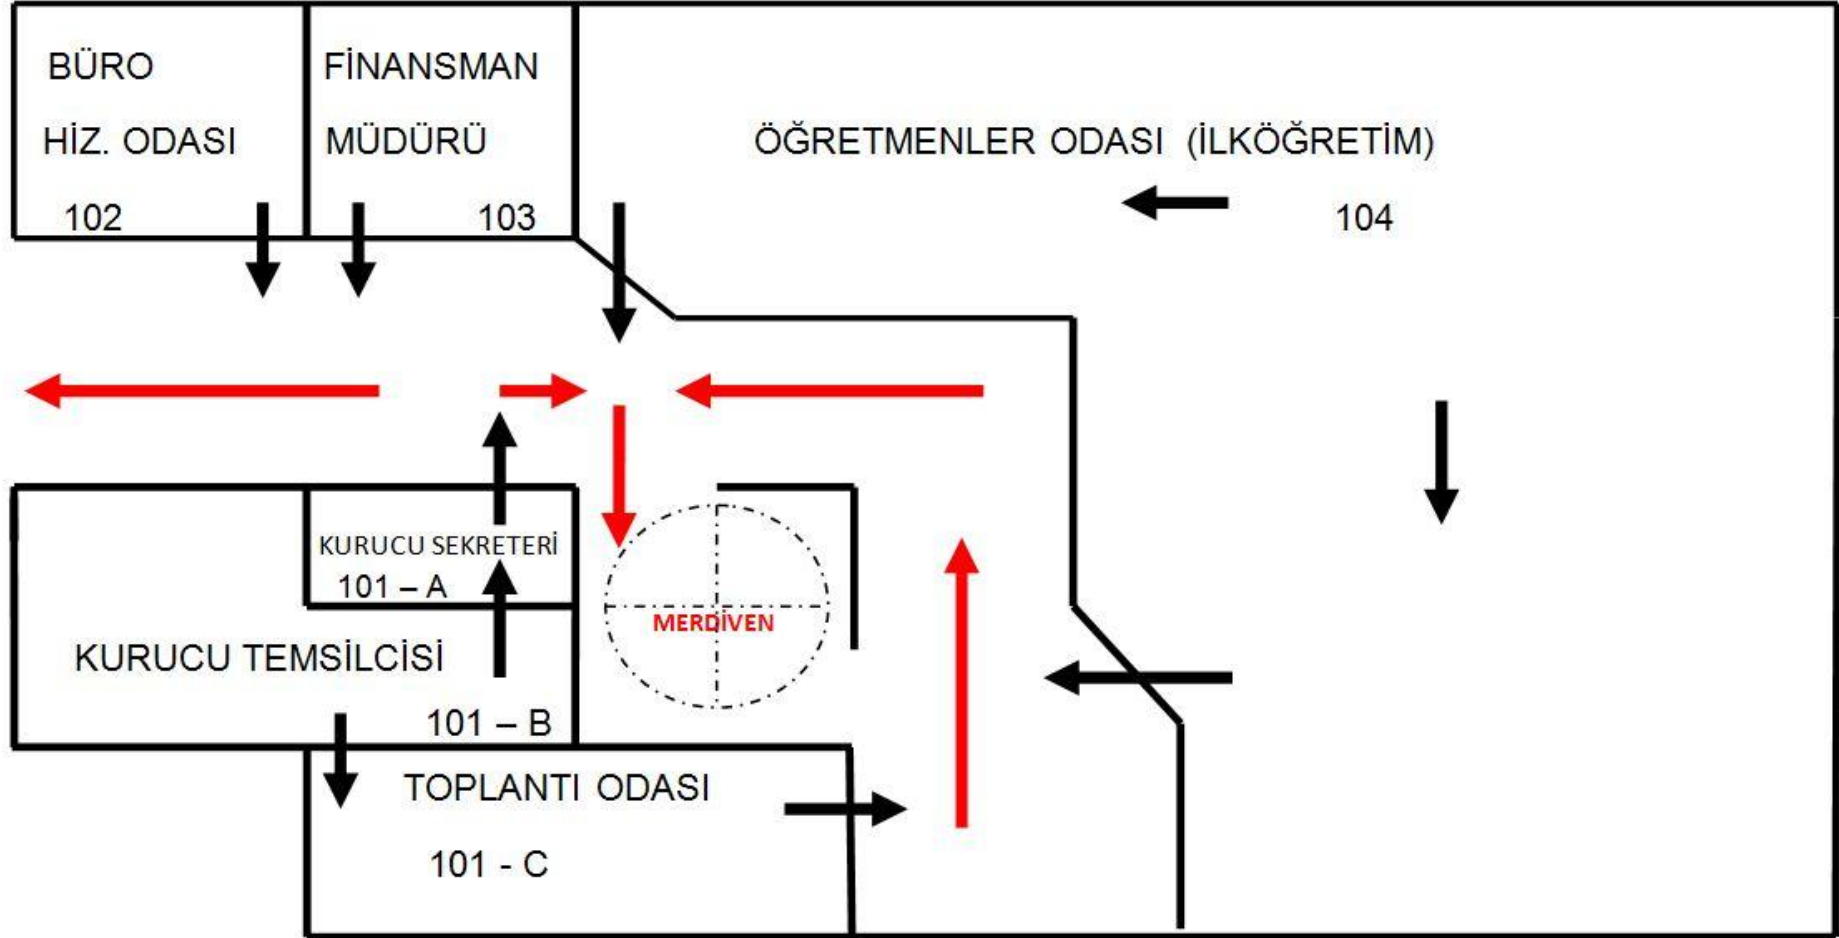 BÜRO
HİZ. ODASI
102
FİNANSMAN
MÜDÜRÜ
103
ÖĞRETMENLER ODASI (İLKÖĞRETİM)
104
KURUCU SEKRETERİ
101 – A
KURUCU TEMSİLCİSİ
101 – B
MERDİVEN
TOPLANTI ODASI
101 - C